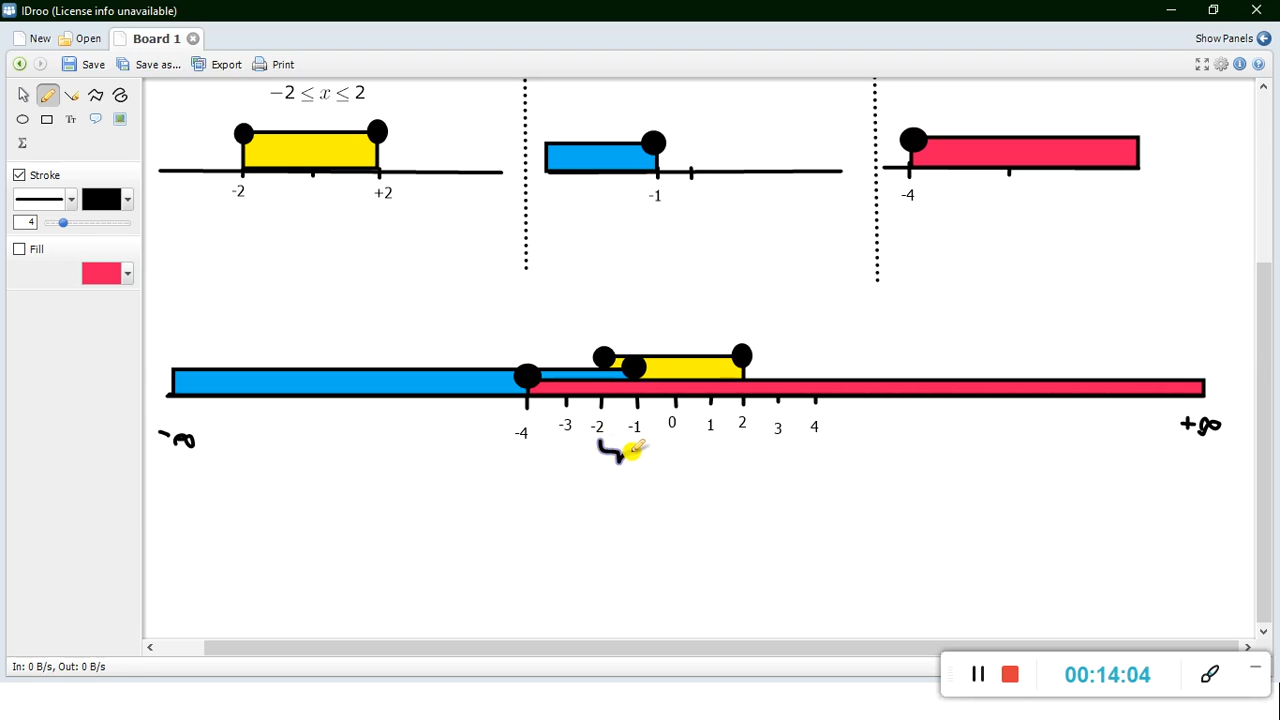 IDroo (License info unavailable)
New Open Board 1 Show Panels
Save Save as... Export Print
TT
Σ
Stroke
4
Fill
−2 ≤ x ≤ 2
-2 +2 -1 -4
-4 -3 -2 -1 0 1 2 3 4
-∞ +∞
In: 0 B/s, Out: 0 B/s
00:14:04